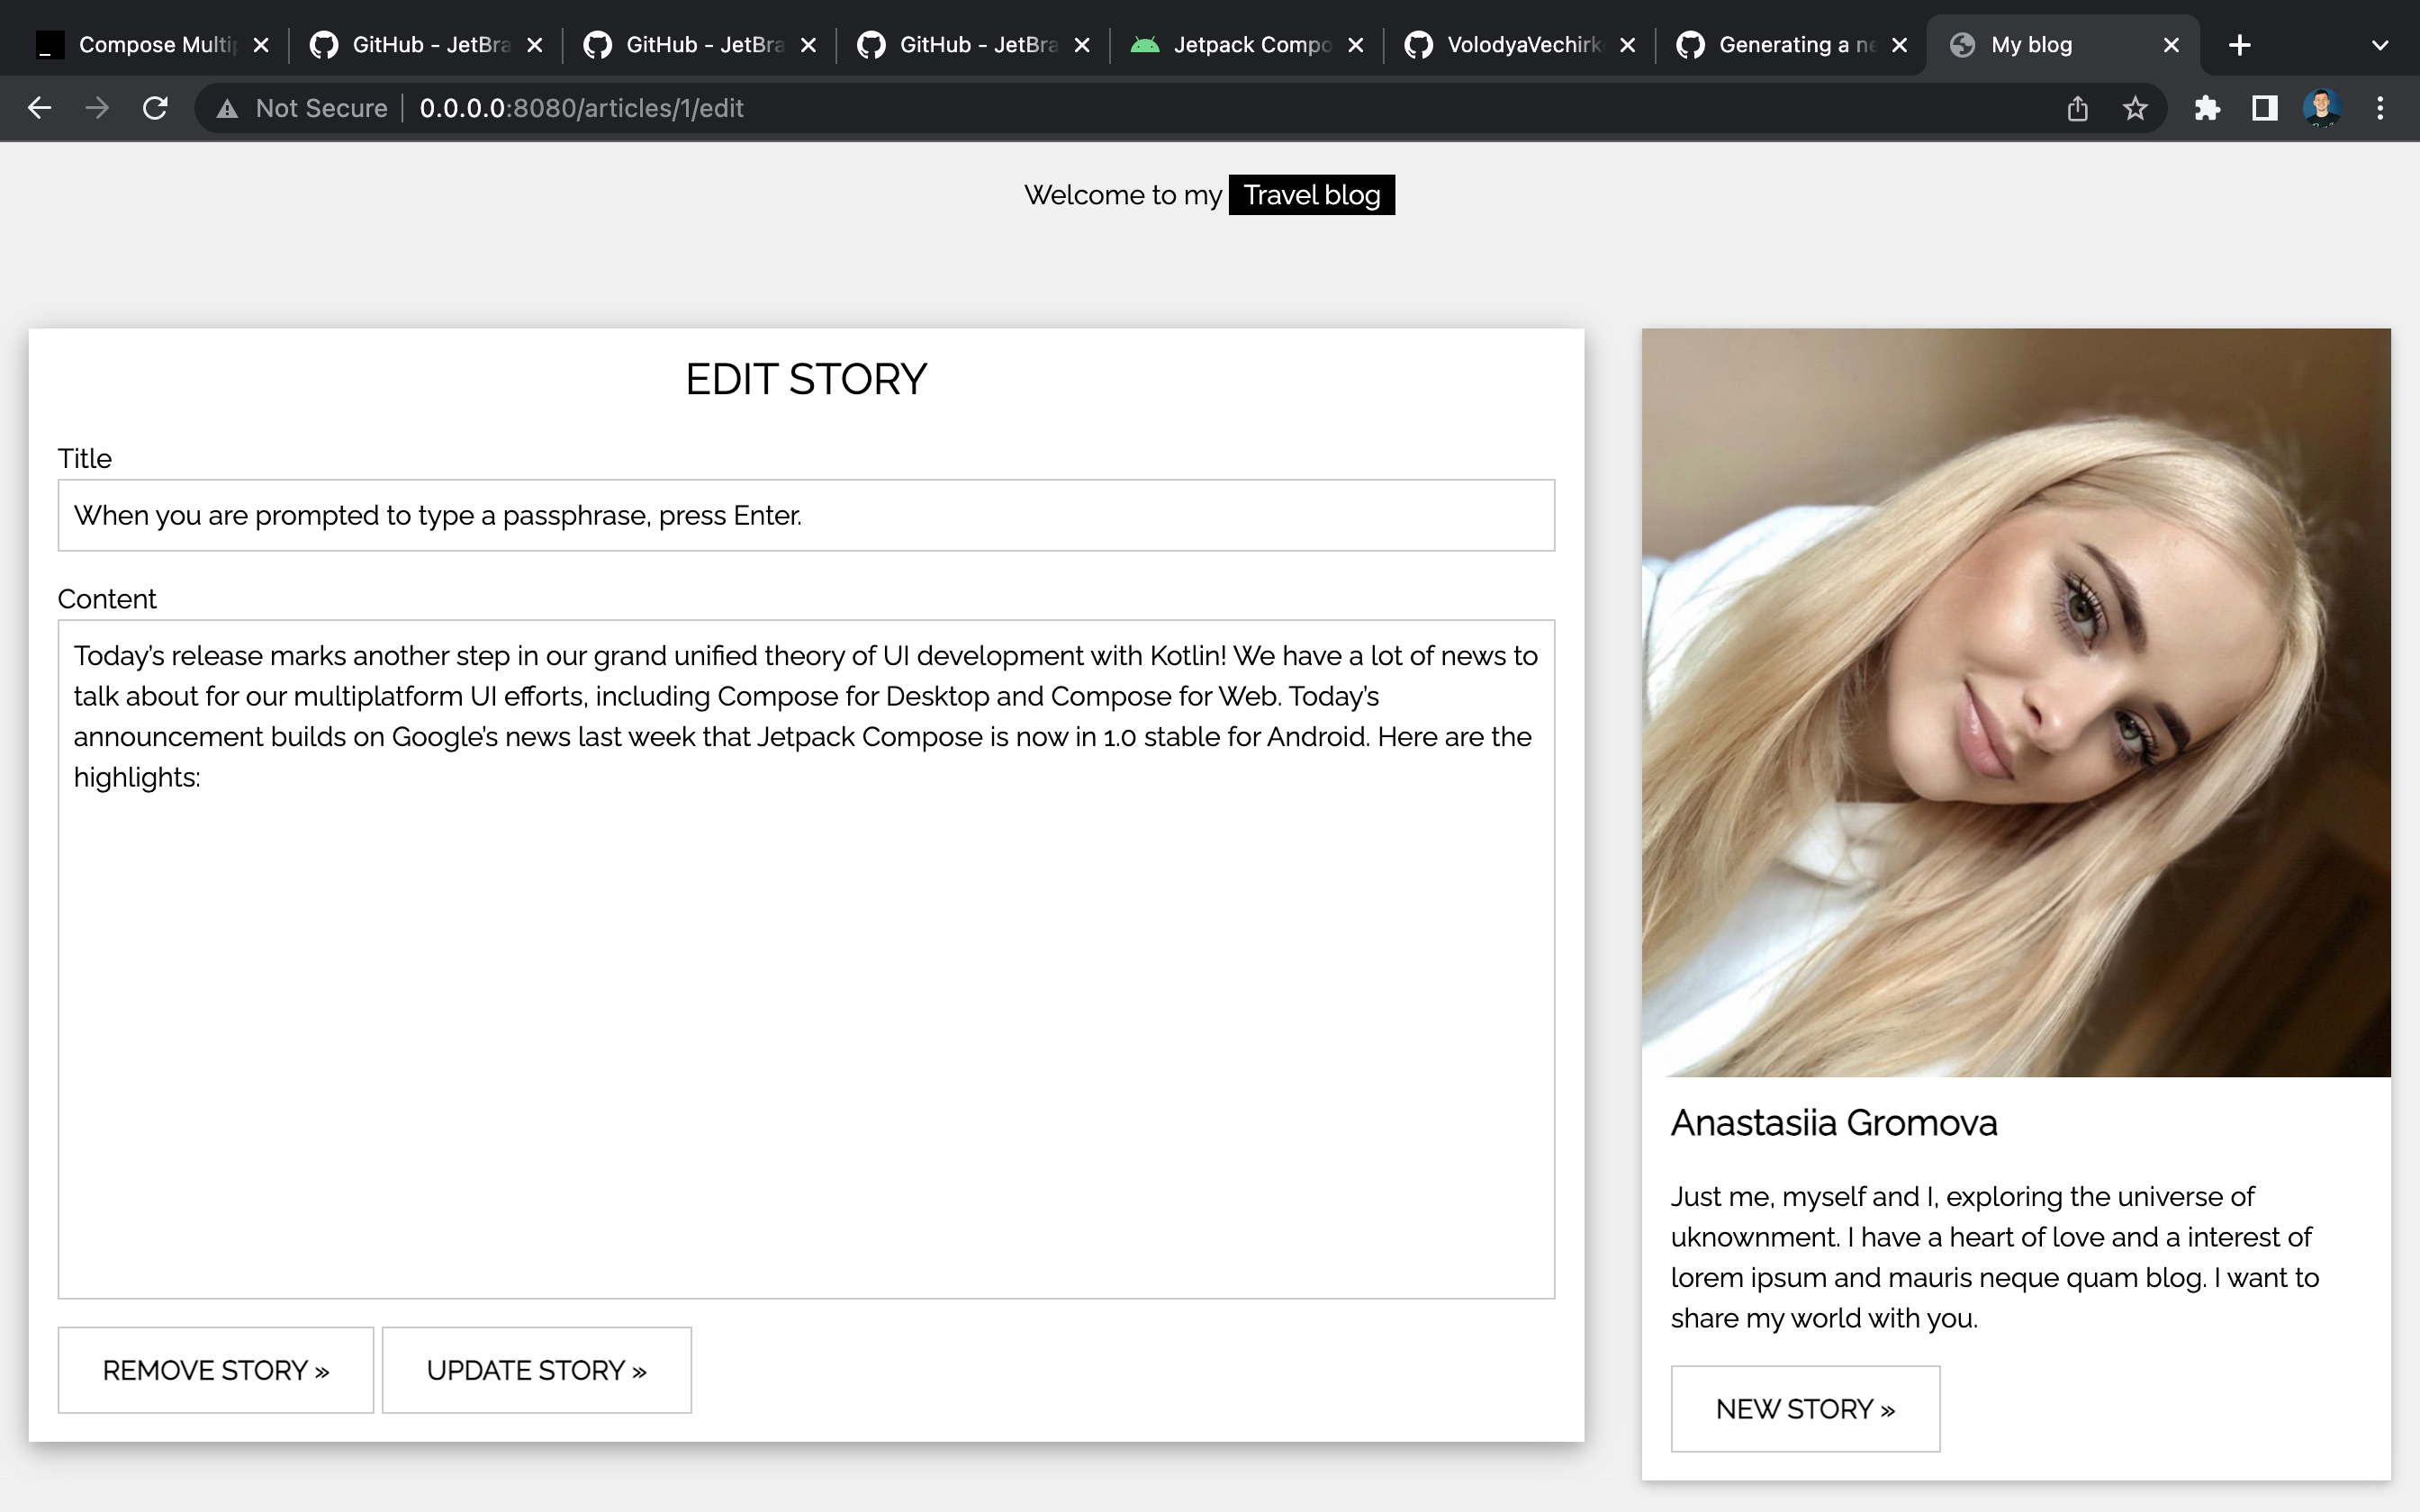 Compose Multip
GitHub - JetBra
GitHub - JetBra
GitHub - JetBra
Jetpack Compo
VolodyaVechirk
Generating a ne
My blog
Not Secure
0.0.0.0:8080/articles/1/edit
Welcome to my Travel blog
EDIT STORY
Title
When you are prompted to type a passphrase, press Enter.
Content
Today’s release marks another step in our grand unified theory of UI development with Kotlin! We have a lot of news to
talk about for our multiplatform UI efforts, including Compose for Desktop and Compose for Web. Today’s
announcement builds on Google’s news last week that Jetpack Compose is now in 1.0 stable for Android. Here are the
highlights:
REMOVE STORY »
UPDATE STORY »
Anastasiia Gromova
Just me, myself and I, exploring the universe of
uknownment. I have a heart of love and a interest of
lorem ipsum and mauris neque quam blog. I want to
share my world with you.
NEW STORY »